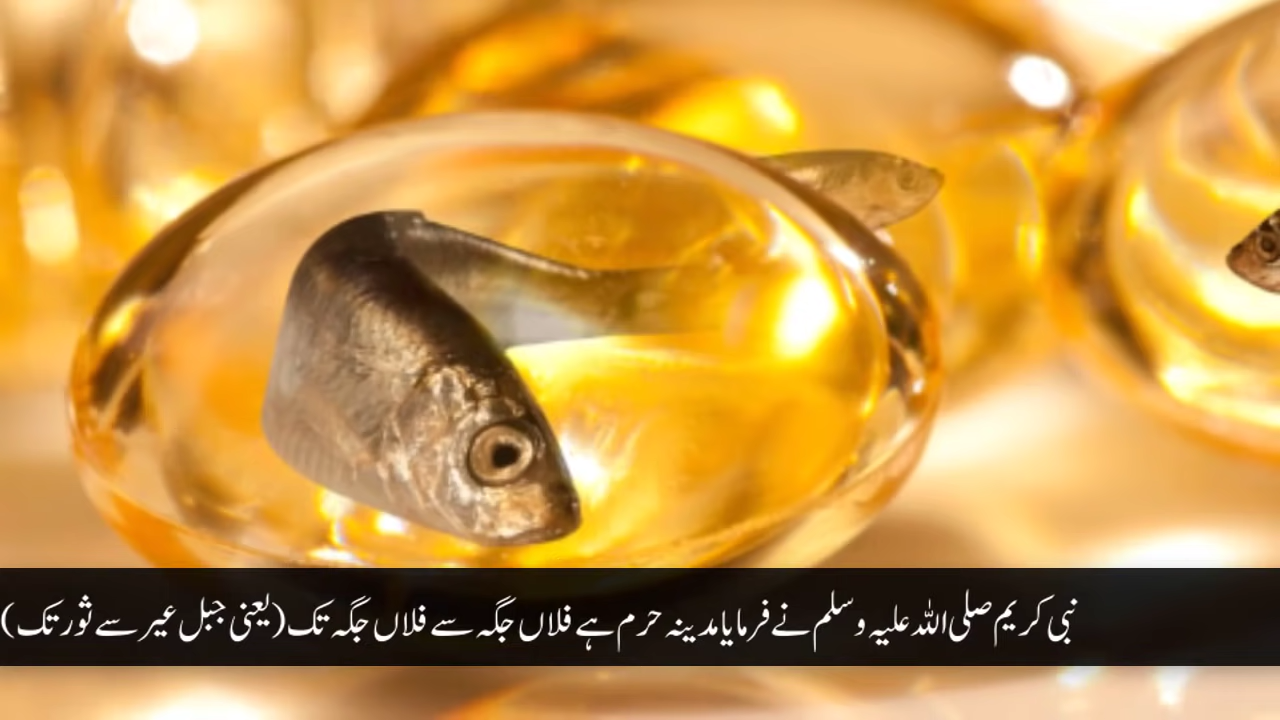 نبی کریم صلی اللہ علیہ وسلم نے فرمایا مدینہ حرم ہے فلاں جگہ سے فلاں جگہ تک (یعنی جبل عیر سے ثور تک)